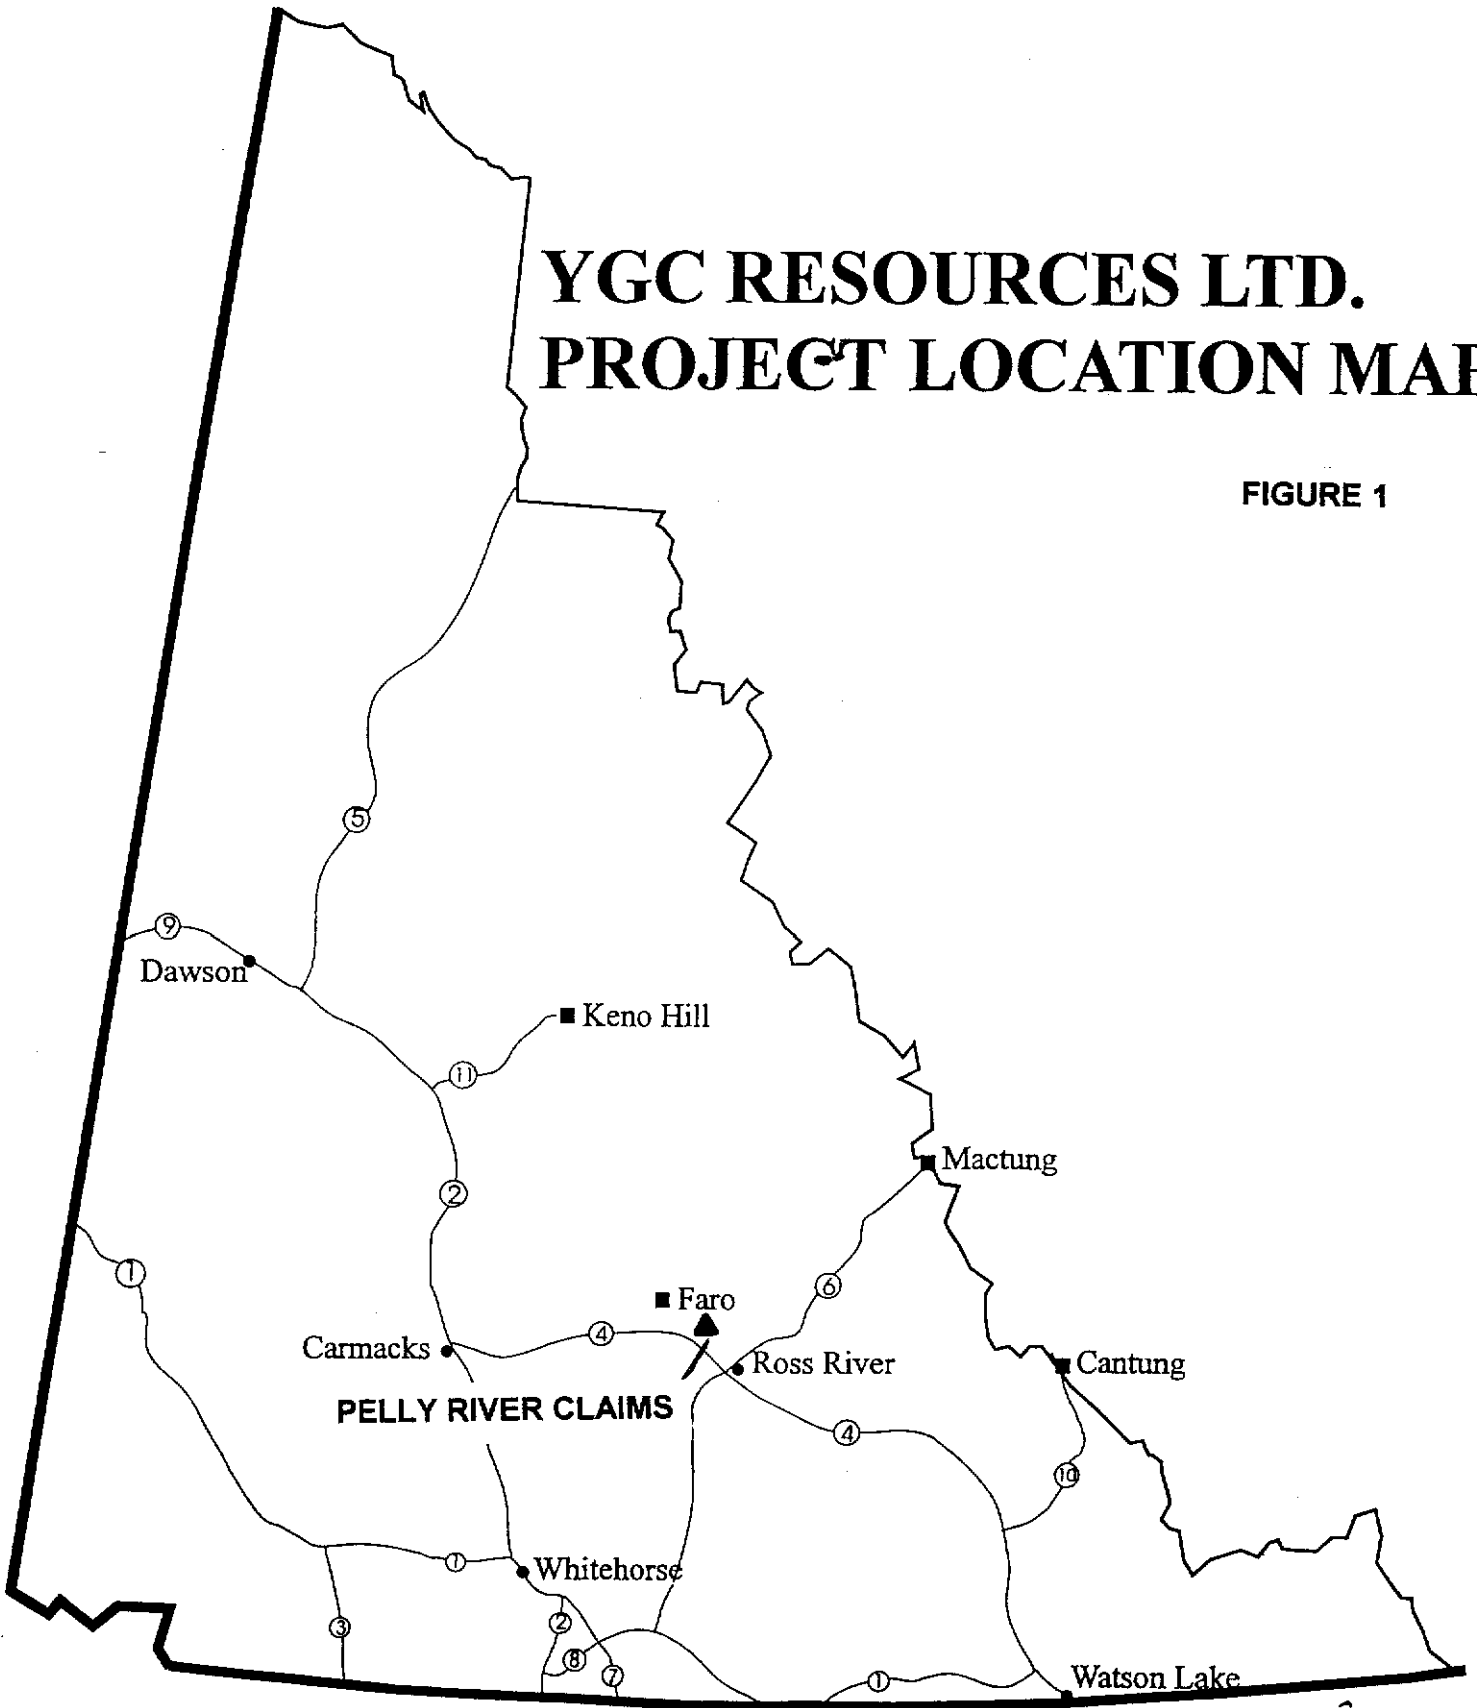 YGC RESOURCES LTD.
PROJECT LOCATION MAP
FIGURE 1
5
9
Dawson
Keno Hill
11
Mactung
2
1
6
Faro
4
Carmacks
Ross River
Cantung
PELLY RIVER CLAIMS
4
10
1
Whitehorse
3
2
8
7
1
Watson Lake